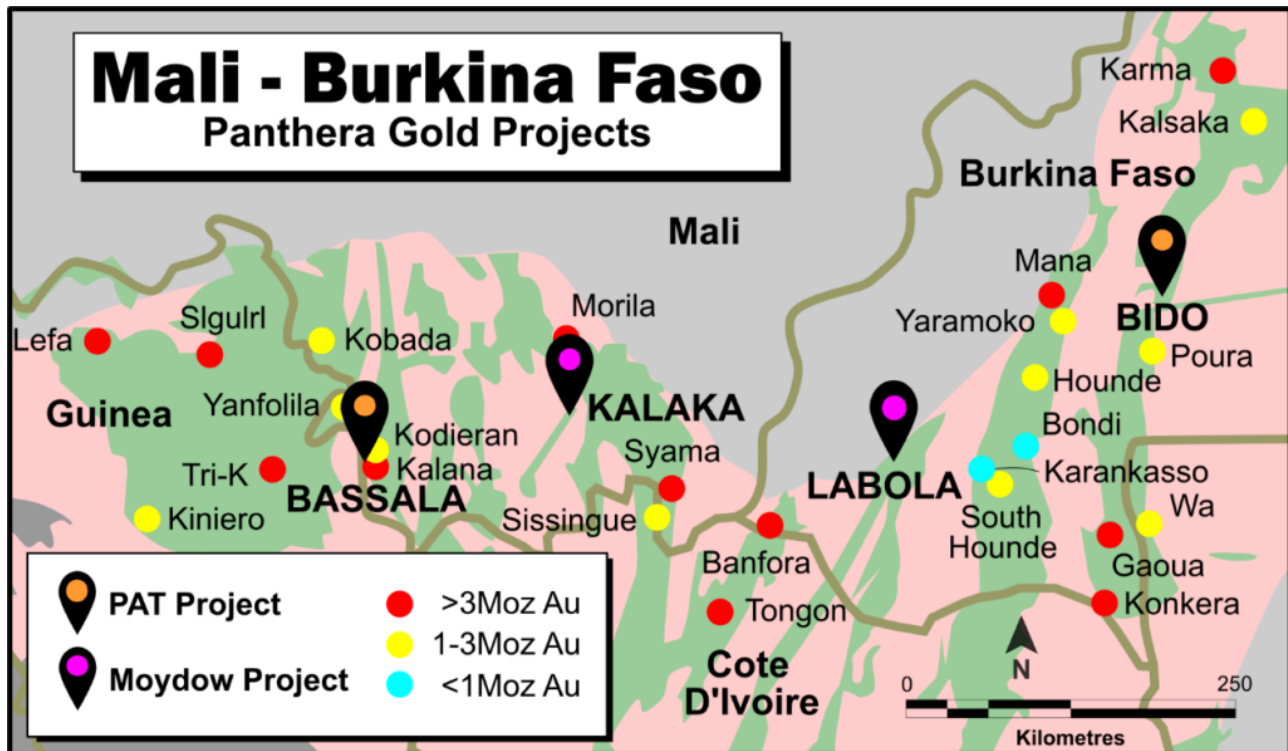 Mali - Burkina Faso
Panthera Gold Projects
Karma
Kalsaka
Burkina Faso
Mali
Mana
Morila
Slgulrl
Lefa
Kobada
Yaramoko
BIDO
Poura
Hounde
Yanfolila
Guinea
KALAKA
Kodieran
Bondi
Syama
Kalana
Tri-K
BASSALA
LABOLA
Karankasso
Wa
Kiniero
Sissingue
South
Hounde
Banfora
Gaoua
Konkera
Tongon
Cote
D'Ivoire
PAT Project
Moydow Project
>3Moz Au
1-3Moz Au
<1Moz Au
N
0
250
Kilometres